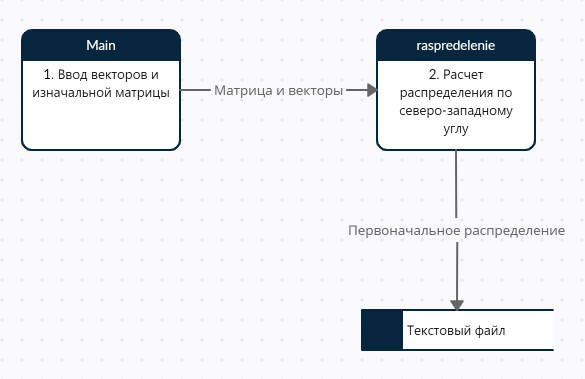 Main
1. Ввод векторов и
изначальной матрицы
Матрица и векторы
raspredelenie
2. Расчет
распределения по
северо-западному
углу
Первоначальное распределение
Текстовый файл